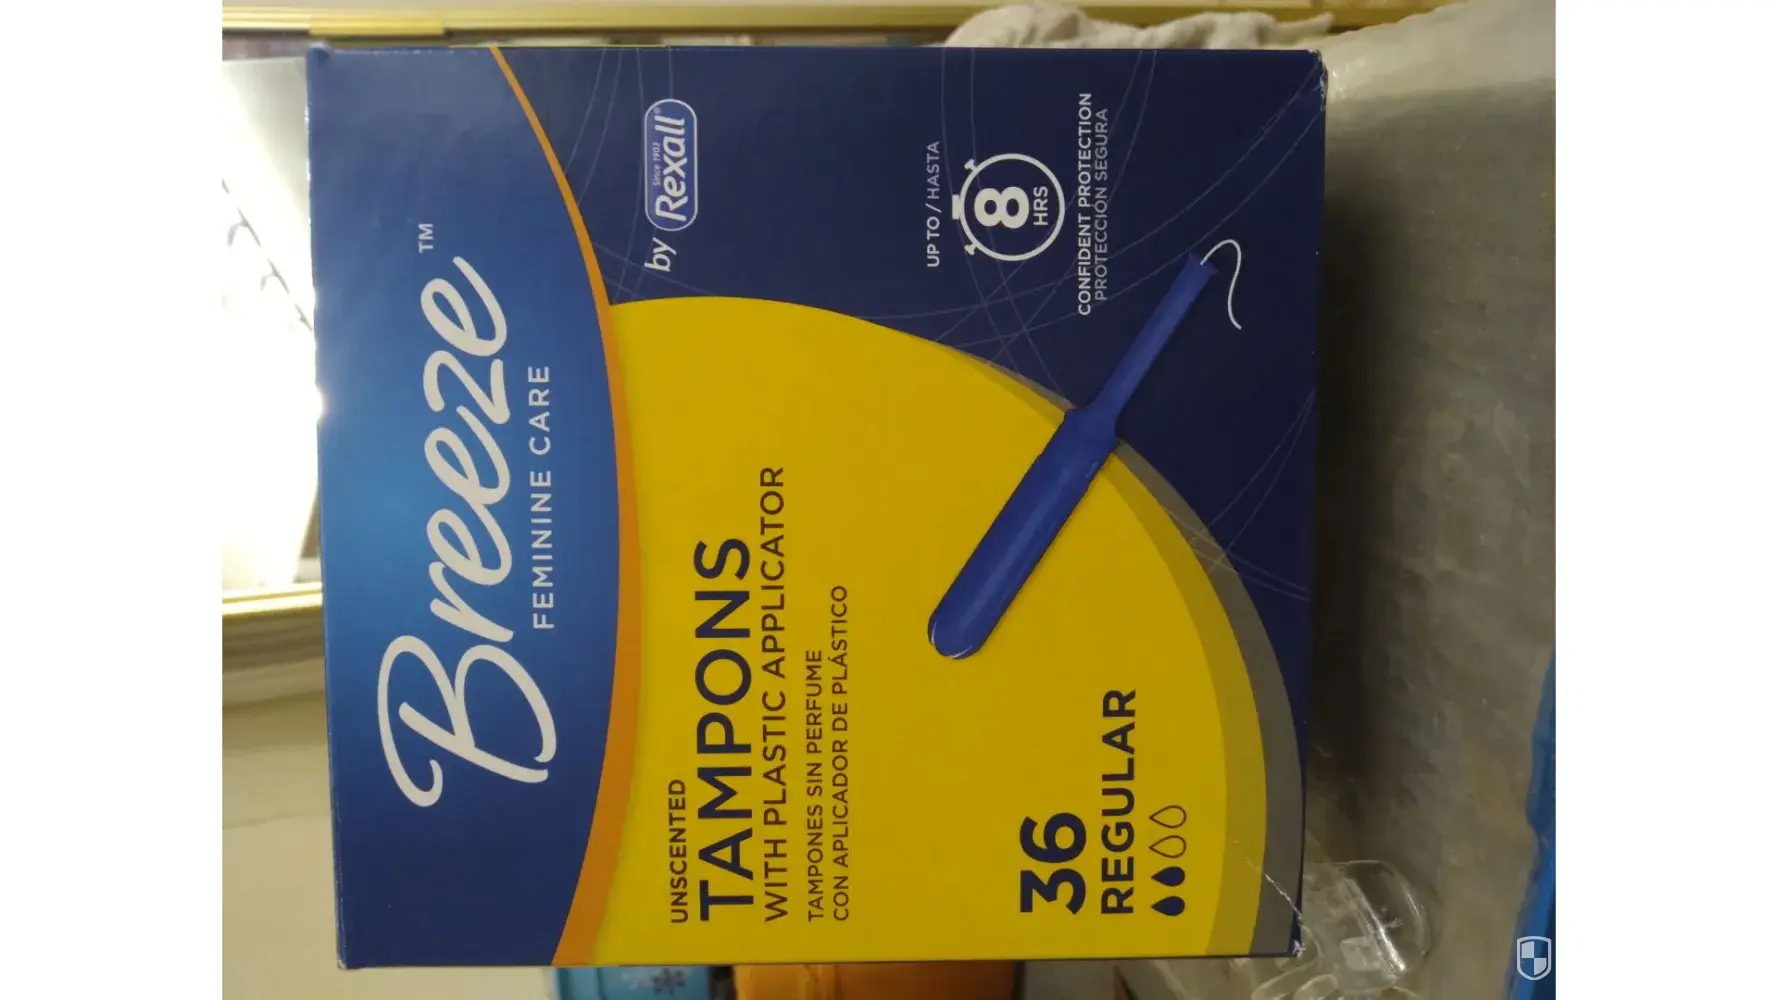 Breeze™
FEMININE CARE
by Rexall®
Since 1903
UNSCENTED
TAMPONS
WITH PLASTIC APPLICATOR
TAMPONES SIN PERFUME
CON APLICADOR DE PLÁSTICO
UP TO / HASTA
8
HRS
CONFIDENT PROTECTION
PROTECCIÓN SEGURA
36
REGULAR